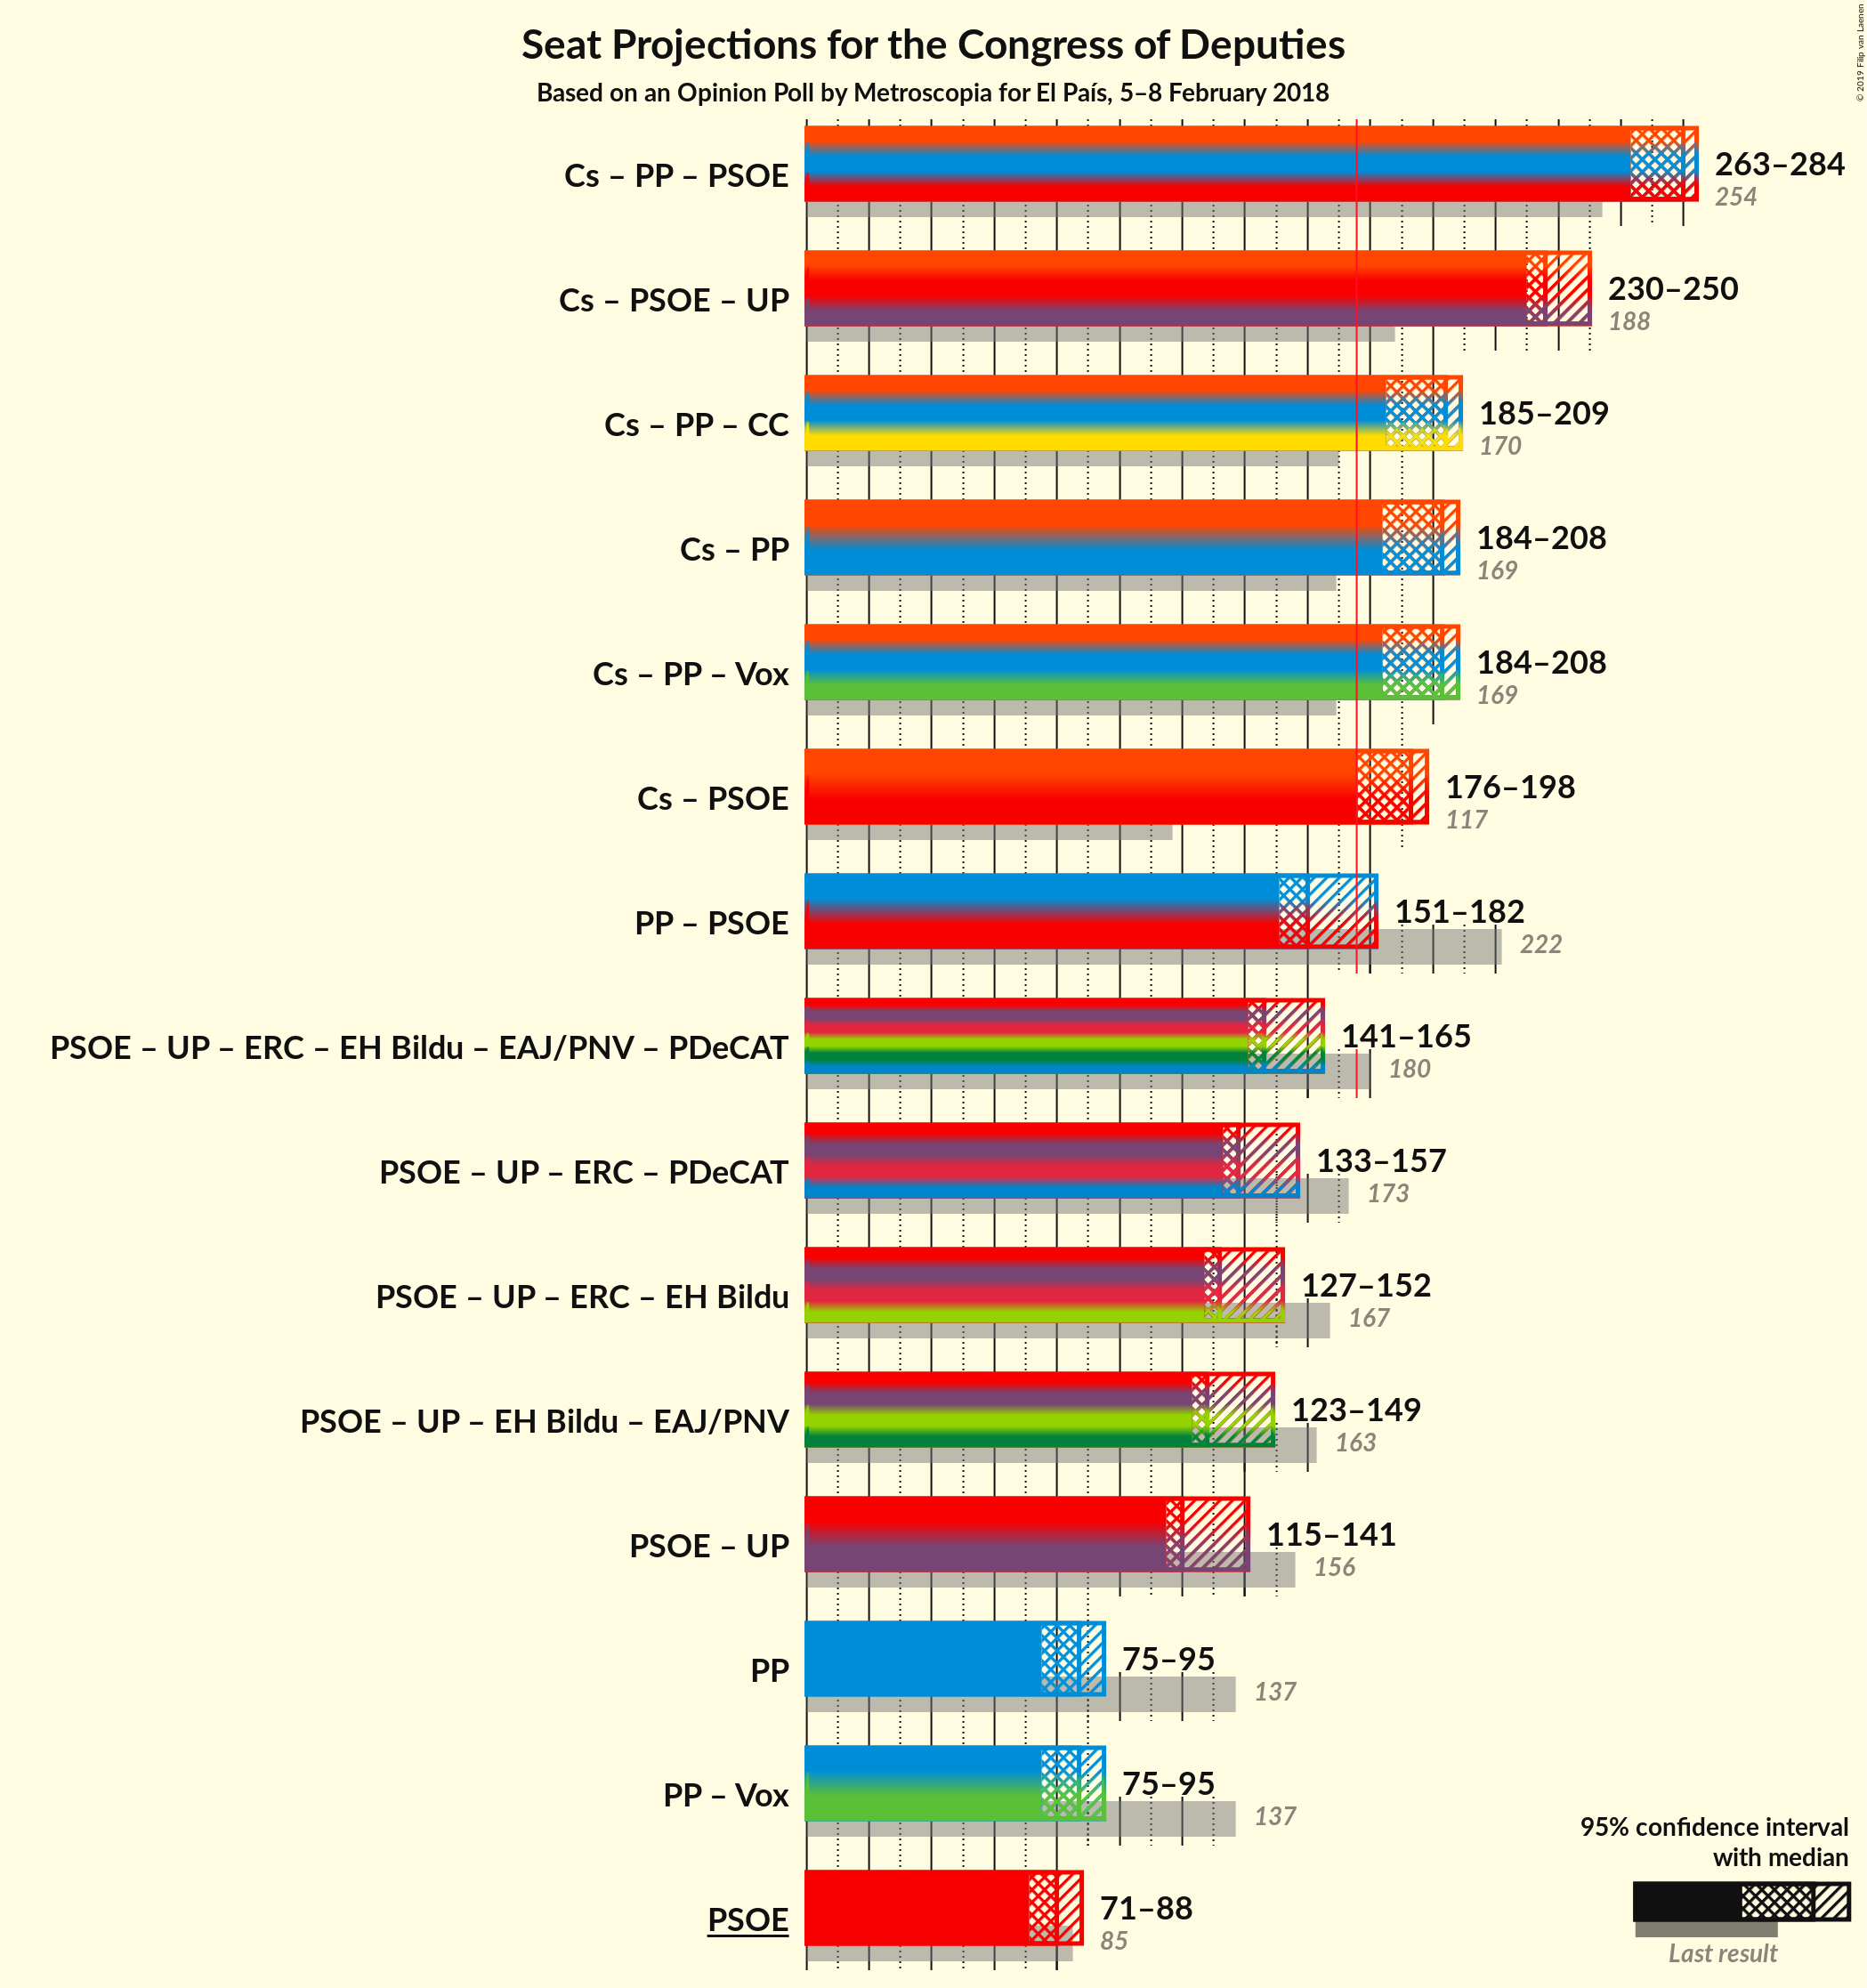 Seat Projections for the Congress of Deputies
Based on an Opinion Poll by Metroscopia for El País, 5–8 February 2018
© 2019 Filip van Laenen
Cs – PP – PSOE
263–284
254
Cs – PSOE – UP
230–250
188
Cs – PP – CC
185–209
170
Cs – PP
184–208
169
Cs – PP – Vox
184–208
169
Cs – PSOE
176–198
117
PP – PSOE
151–182
222
PSOE – UP – ERC – EH Bildu – EAJ/PNV – PDeCAT
141–165
180
PSOE – UP – ERC – PDeCAT
133–157
173
PSOE – UP – ERC – EH Bildu
127–152
167
PSOE – UP – EH Bildu – EAJ/PNV
123–149
163
PSOE – UP
115–141
156
PP
75–95
137
PP – Vox
75–95
137
PSOE
71–88
85
95% confidence interval
with median
Last result